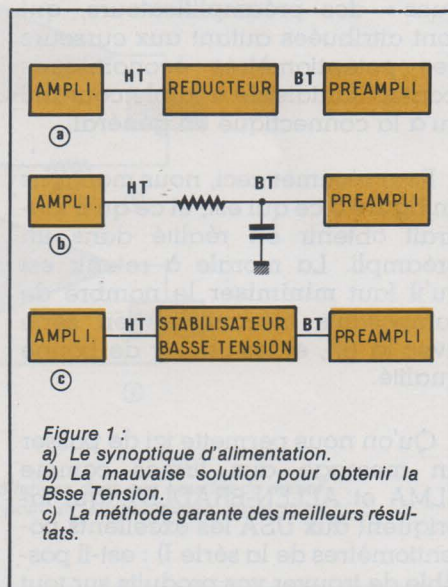 HT
BT
AMPLI.
REDUCTEUR
PREAMPLI
a
BT
HT
AMPLI.
PREAMPLI
b
HT
BT
AMPLI.
STABILISATEUR
BASSE TENSION
PREAMPLI
c
Figure 1 :
a) Le synoptique d'alimentation.
b) La mauvaise solution pour obtenir la
Bsse Tension.
c) La méthode garante des meilleurs résul-
tats.